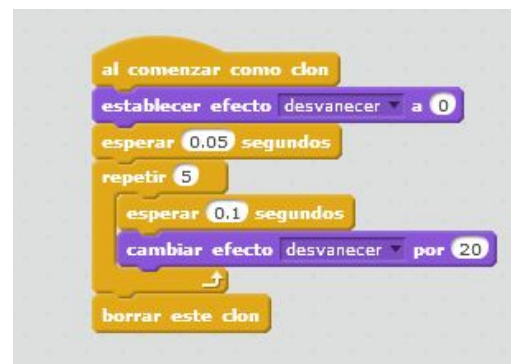 al comenzar como clon
establecer efecto desvanecer a 0
esperar 0.05 segundos
repetir 5
esperar 0.1 segundos
cambiar efecto desvanecer por 20
borrar este clon